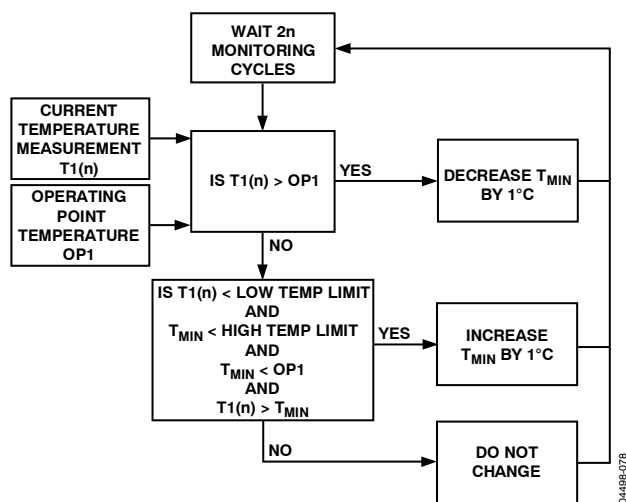 WAIT 2n
MONITORING
CYCLES
CURRENT
TEMPERATURE
MEASUREMENT
T1(n)
OPERATING
POINT
TEMPERATURE
OP1
IS T1(n) > OP1
YES
DECREASE TMIN
BY 1°C
NO
IS T1(n) < LOW TEMP LIMIT
AND
TMIN < HIGH TEMP LIMIT
AND
TMIN < OP1
AND
T1(n) > TMIN
YES
INCREASE
TMIN BY 1°C
NO
DO NOT
CHANGE
04498-078